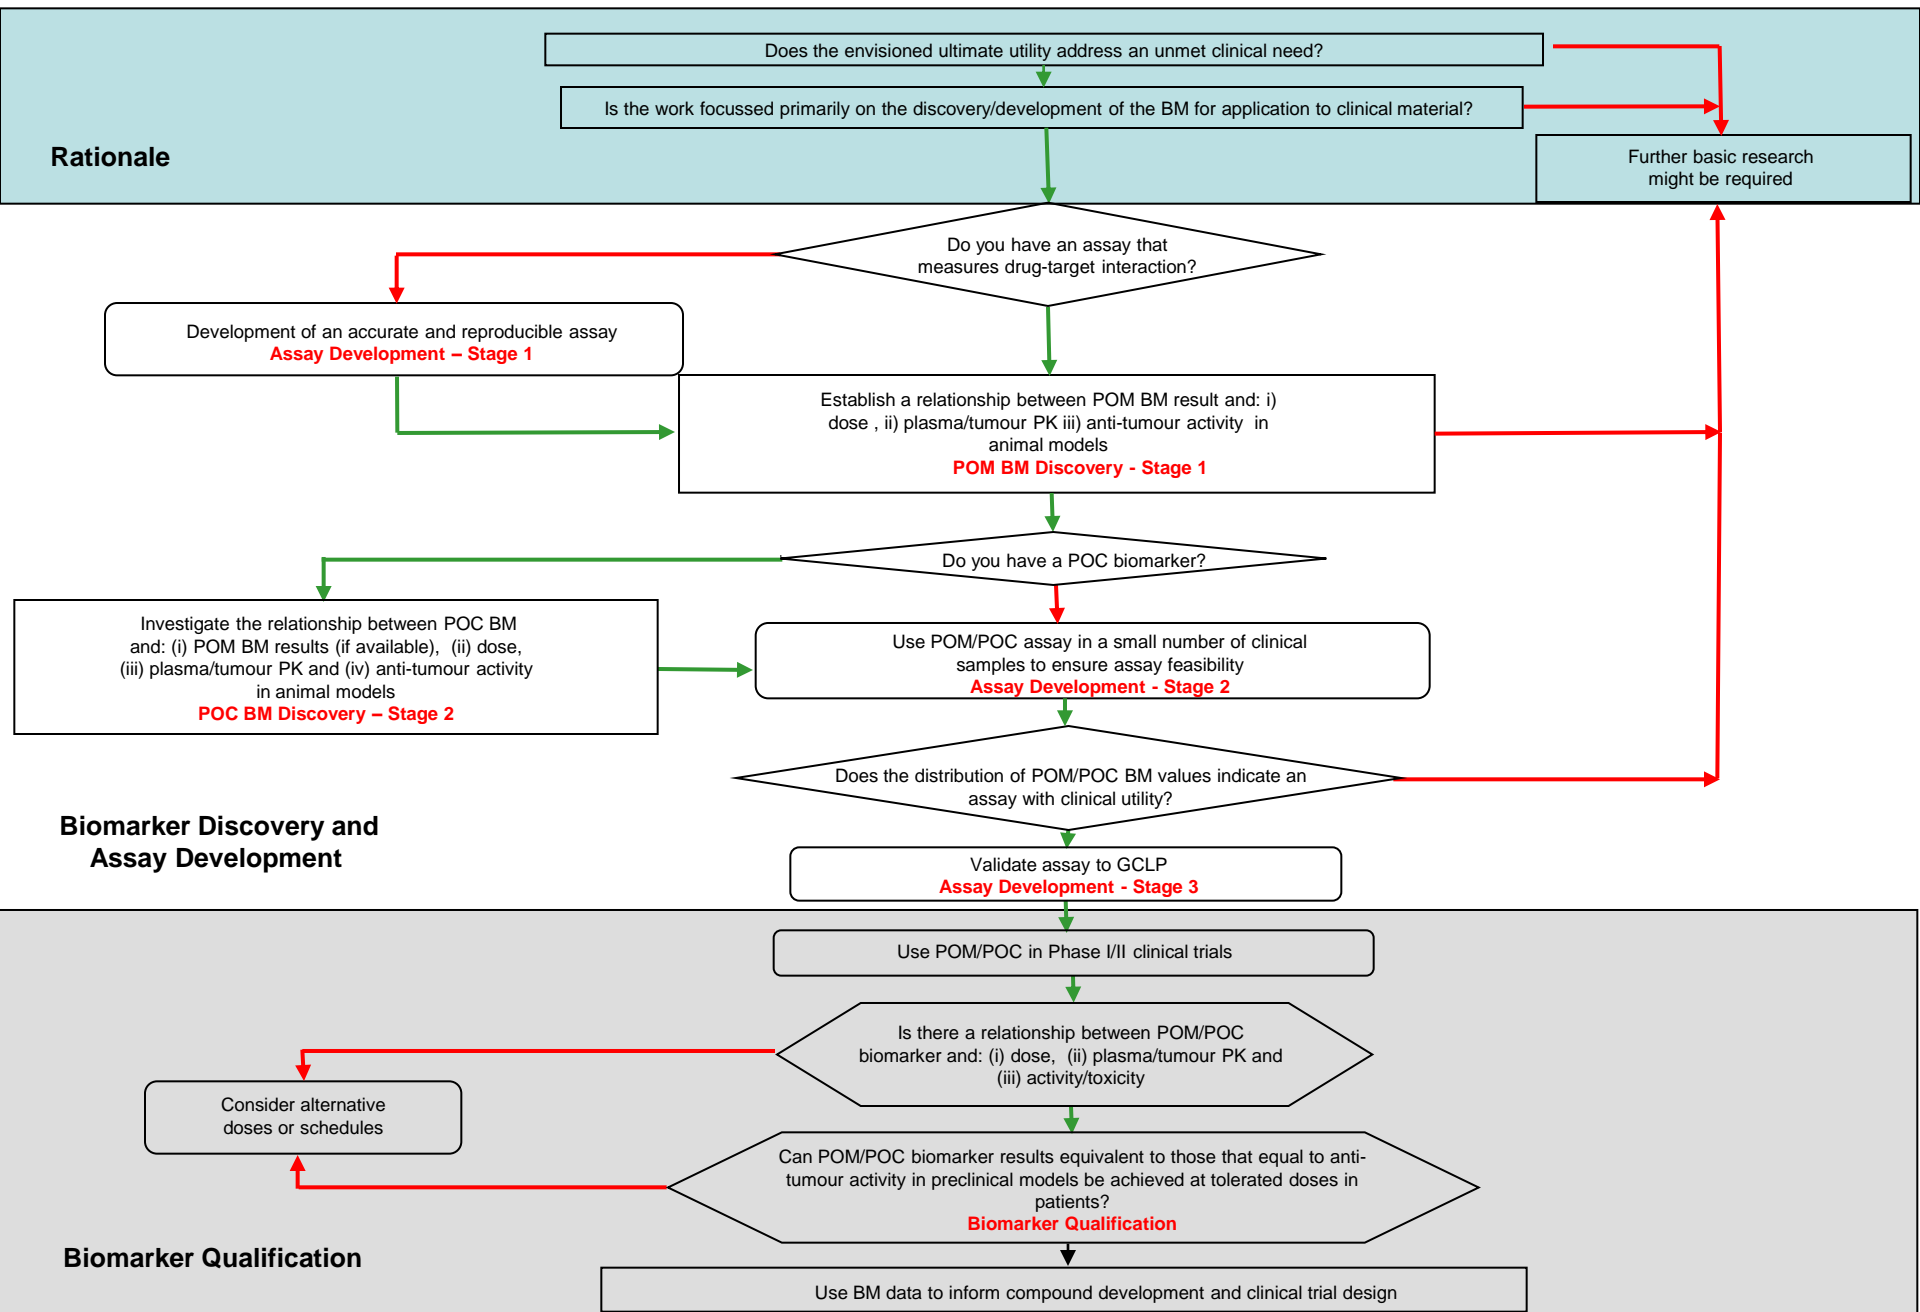 Does the envisioned ultimate utility address an unmet clinical need?
Is the work focussed primarily on the discovery/development of the BM for application to clinical material?
Rationale
Further basic research
might be required
Do you have an assay that
measures drug-target interaction?
Development of an accurate and reproducible assay
Assay Development – Stage 1
Establish a relationship between POM BM result and: i)
dose , ii) plasma/tumour PK iii) anti-tumour activity in
animal models
POM BM Discovery - Stage 1
Do you have a POC biomarker?
Investigate the relationship between POC BM
and: (i) POM BM results (if available), (ii) dose,
(iii) plasma/tumour PK and (iv) anti-tumour activity
in animal models
POC BM Discovery – Stage 2
Use POM/POC assay in a small number of clinical
samples to ensure assay feasibility
Assay Development - Stage 2
Does the distribution of POM/POC BM values indicate an
assay with clinical utility?
Biomarker Discovery and
Assay Development
Validate assay to GCLP
Assay Development - Stage 3
Use POM/POC in Phase I/II clinical trials
Is there a relationship between POM/POC
biomarker and: (i) dose, (ii) plasma/tumour PK and
(iii) activity/toxicity
Consider alternative
doses or schedules
Can POM/POC biomarker results equivalent to those that equal to anti-
tumour activity in preclinical models be achieved at tolerated doses in
patients?
Biomarker Qualification
Biomarker Qualification
Use BM data to inform compound development and clinical trial design